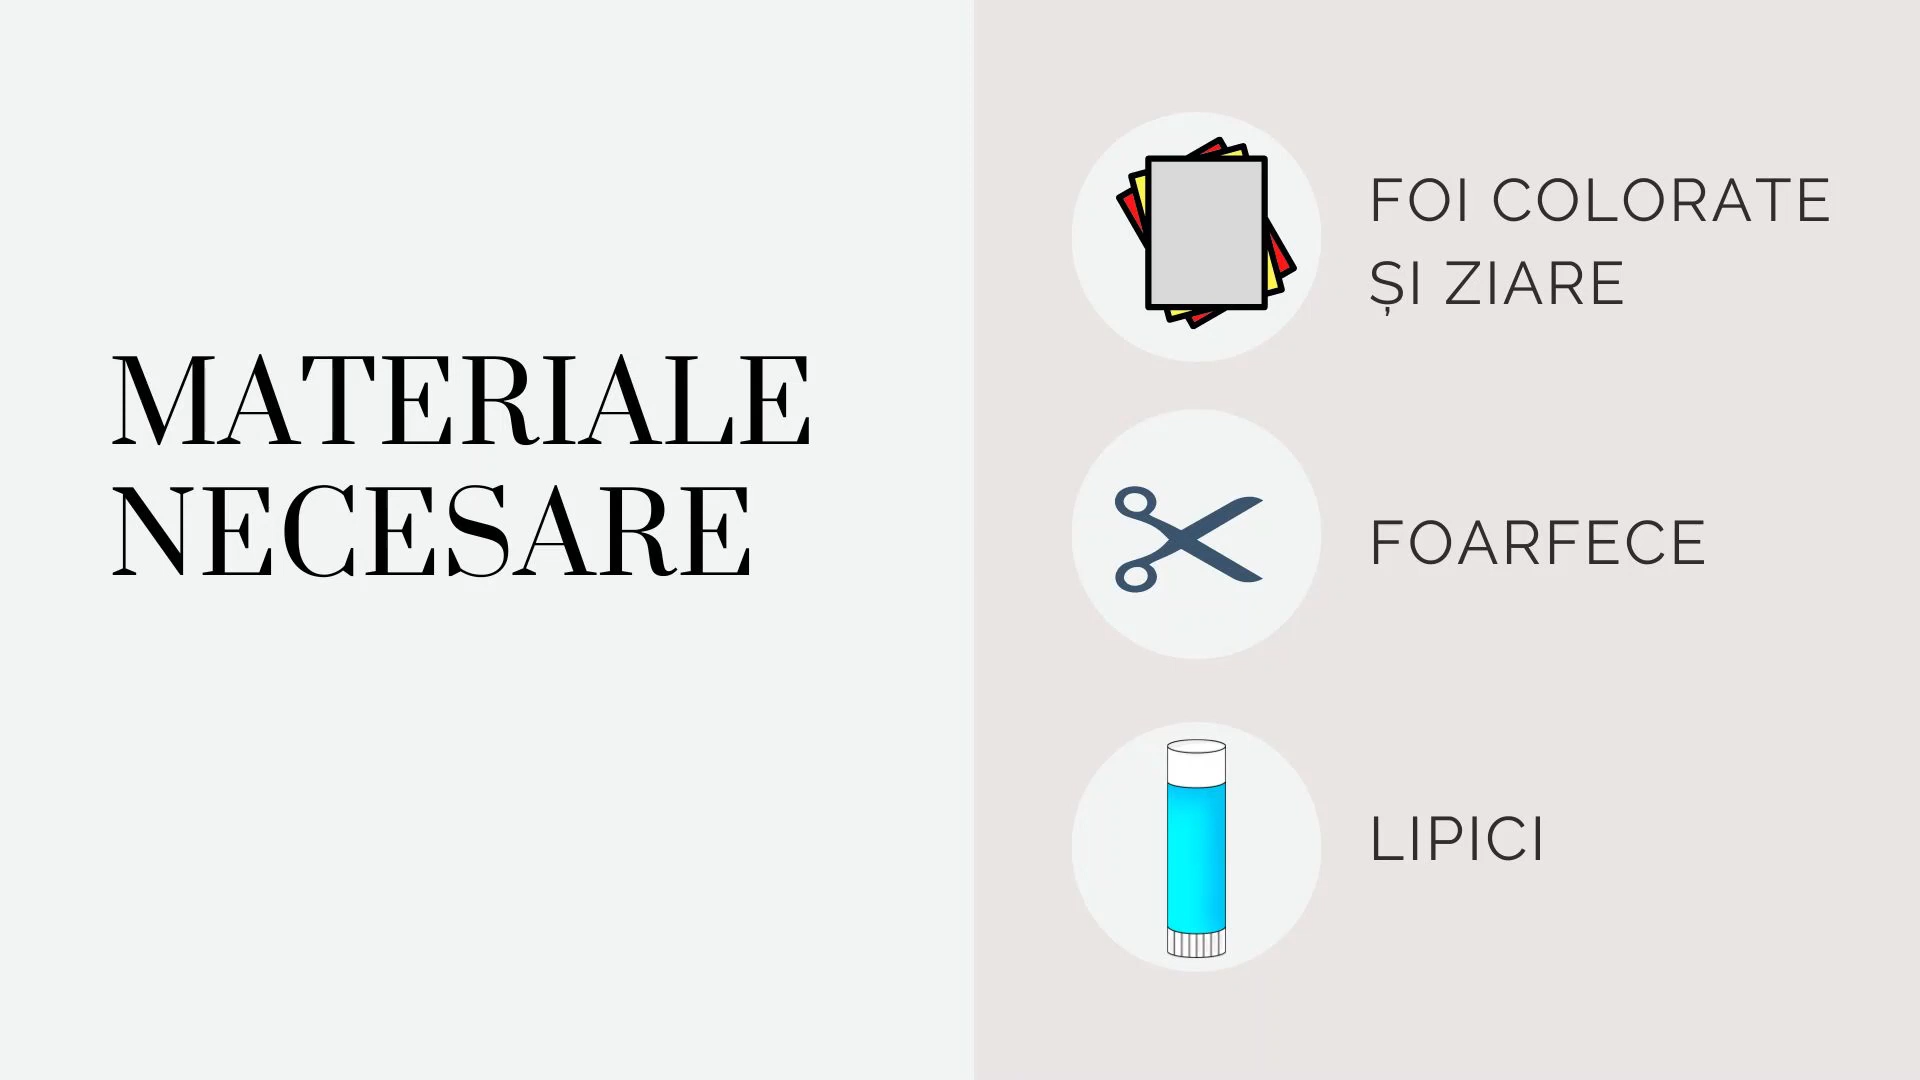 MATERIALE
NECESARE
FOI COLORATE
ȘI ZIARE
FOARFECE
LIPICI